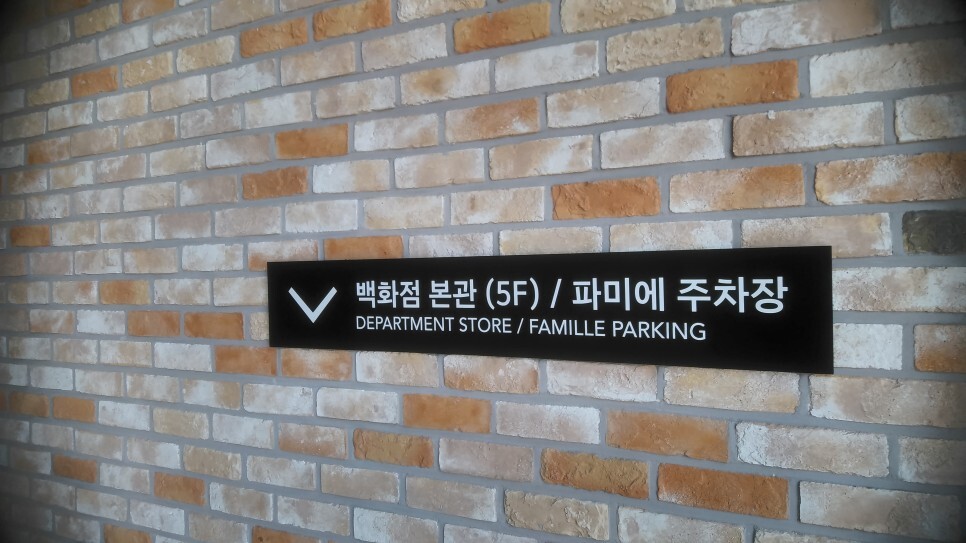 백화점 본관 (5F) / 파미에 주차장
DEPARTMENT STORE / FAMILLE PARKING